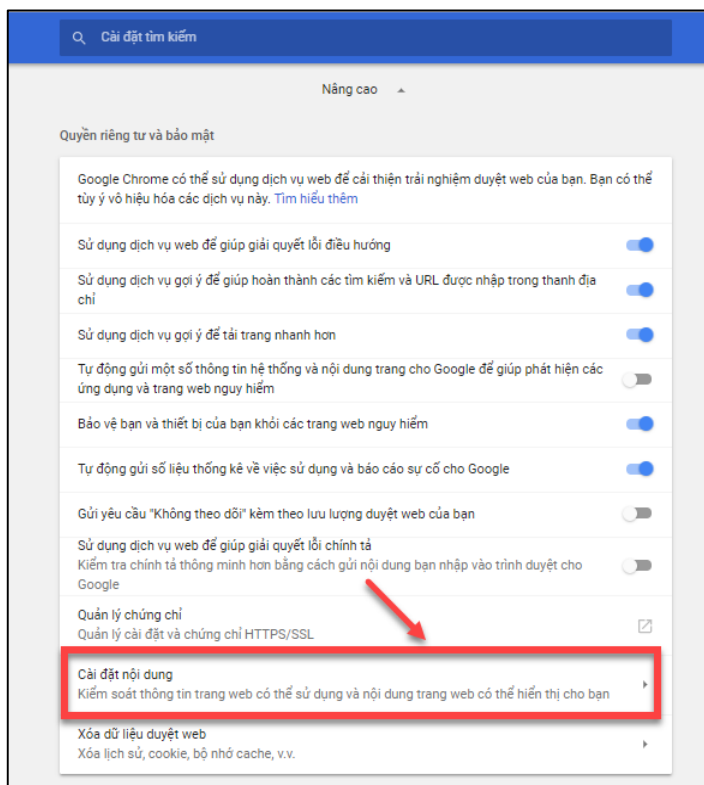 Cài đặt tìm kiếm
Nâng cao
Quyền riêng tư và bảo mật
Google Chrome có thể sử dụng dịch vụ web để cải thiện trải nghiệm duyệt web của bạn. Bạn có thể
tùy ý vô hiệu hóa các dịch vụ này. Tìm hiểu thêm
Sử dụng dịch vụ web để giúp giải quyết lỗi điều hướng
Sử dụng dịch vụ gợi ý để giúp hoàn thành các tìm kiếm và URL được nhập trong thanh địa
chỉ
Sử dụng dịch vụ gợi ý để tải trang nhanh hơn
Tự động gửi một số thông tin hệ thống và nội dung trang cho Google để giúp phát hiện các
ứng dụng và trang web nguy hiểm
Bảo vệ bạn và thiết bị của bạn khỏi các trang web nguy hiểm
Tự động gửi số liệu thống kê về việc sử dụng và báo cáo sự cố cho Google
Gửi yêu cầu "Không theo dõi" kèm theo lưu lượng duyệt web của bạn
Sử dụng dịch vụ web để giúp giải quyết lỗi chính tả
Kiểm tra chính tả thông minh hơn bằng cách gửi nội dung bạn nhập vào trình duyệt cho
Google
Quản lý chứng chỉ
Quản lý cài đặt và chứng chỉ HTTPS/SSL
Cài đặt nội dung
Kiểm soát thông tin trang web có thể sử dụng và nội dung trang web có thể hiển thị cho bạn
Xóa dữ liệu duyệt web
Xóa lịch sử, cookie, bộ nhớ cache, v.v.